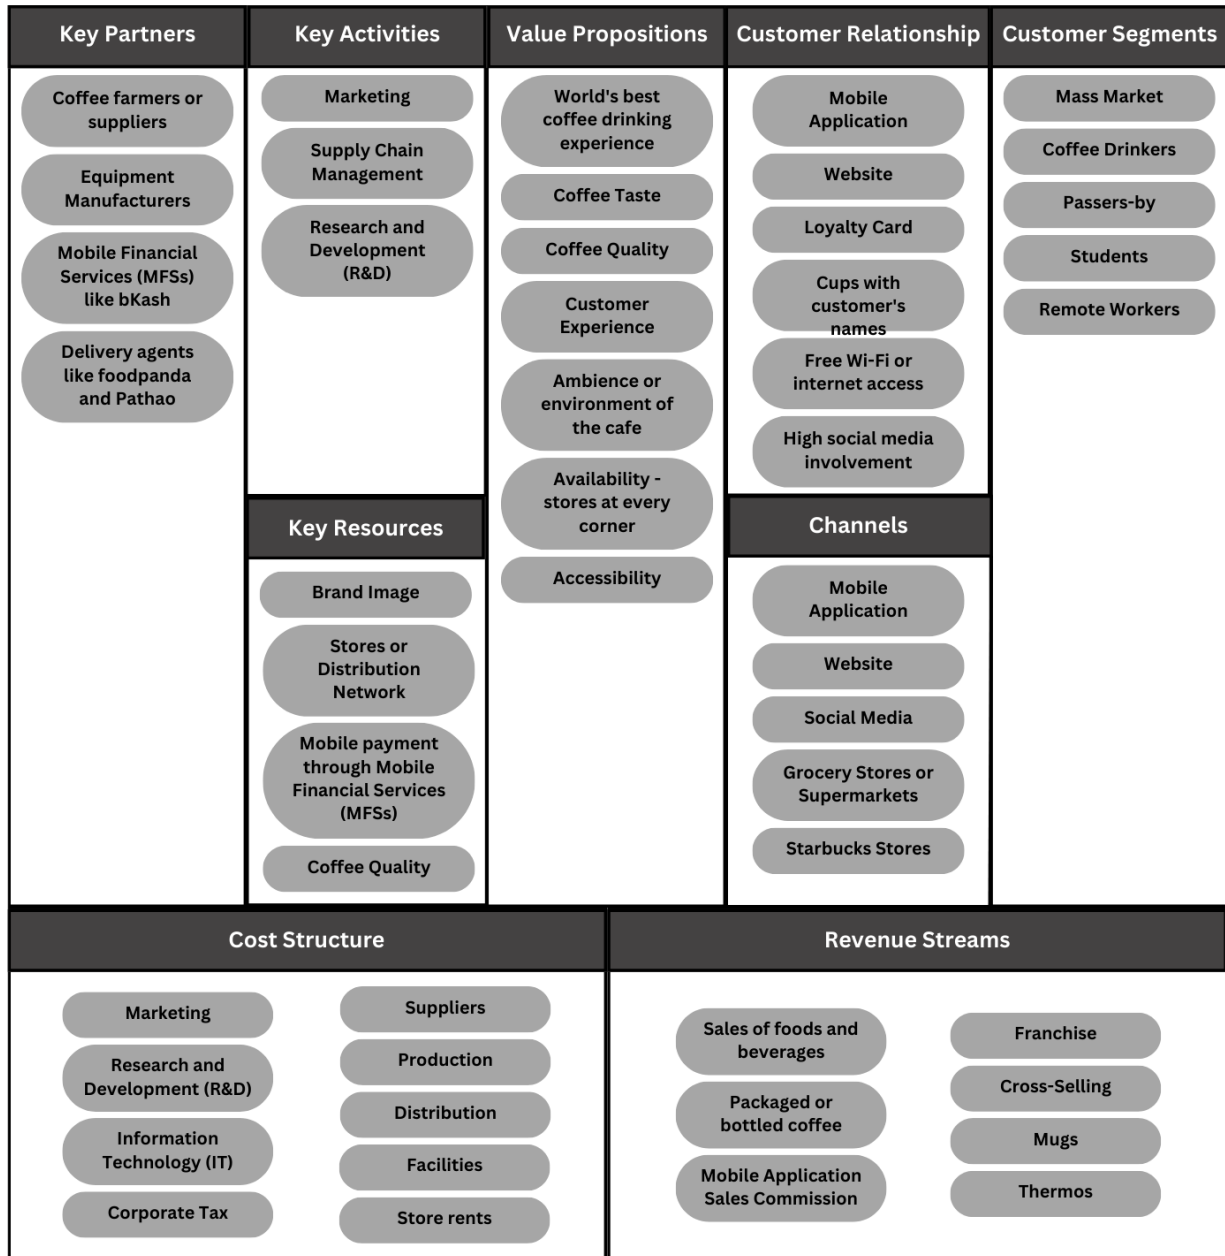 Key Partners
Coffee farmers or
suppliers
Equipment
Manufacturers
Mobile Financial
Services (MFSs)
like bKash
Delivery agents
like foodpanda
and Pathao
Key Activities
Marketing
Supply Chain
Management
Research and
Development
(R&D)
Key Resources
Brand Image
Stores or
Distribution
Network
Mobile payment
through Mobile
Financial Services
(MFSs)
Coffee Quality
Value Propositions
World's best
coffee drinking
experience
Coffee Taste
Coffee Quality
Customer
Experience
Ambience or
environment of
the cafe
Availability -
stores at every
corner
Accessibility
Customer Relationship
Mobile
Application
Website
Loyalty Card
Cups with
customer's
names
Free Wi-Fi or
internet access
High social media
involvement
Channels
Mobile
Application
Website
Social Media
Grocery Stores or
Supermarkets
Starbucks Stores
Customer Segments
Mass Market
Coffee Drinkers
Passers-by
Students
Remote Workers
Cost Structure
Marketing
Research and
Development (R&D)
Information
Technology (IT)
Corporate Tax
Suppliers
Production
Distribution
Facilities
Store rents
Revenue Streams
Sales of foods and
beverages
Packaged or
bottled coffee
Mobile Application
Sales Commission
Franchise
Cross-Selling
Mugs
Thermos